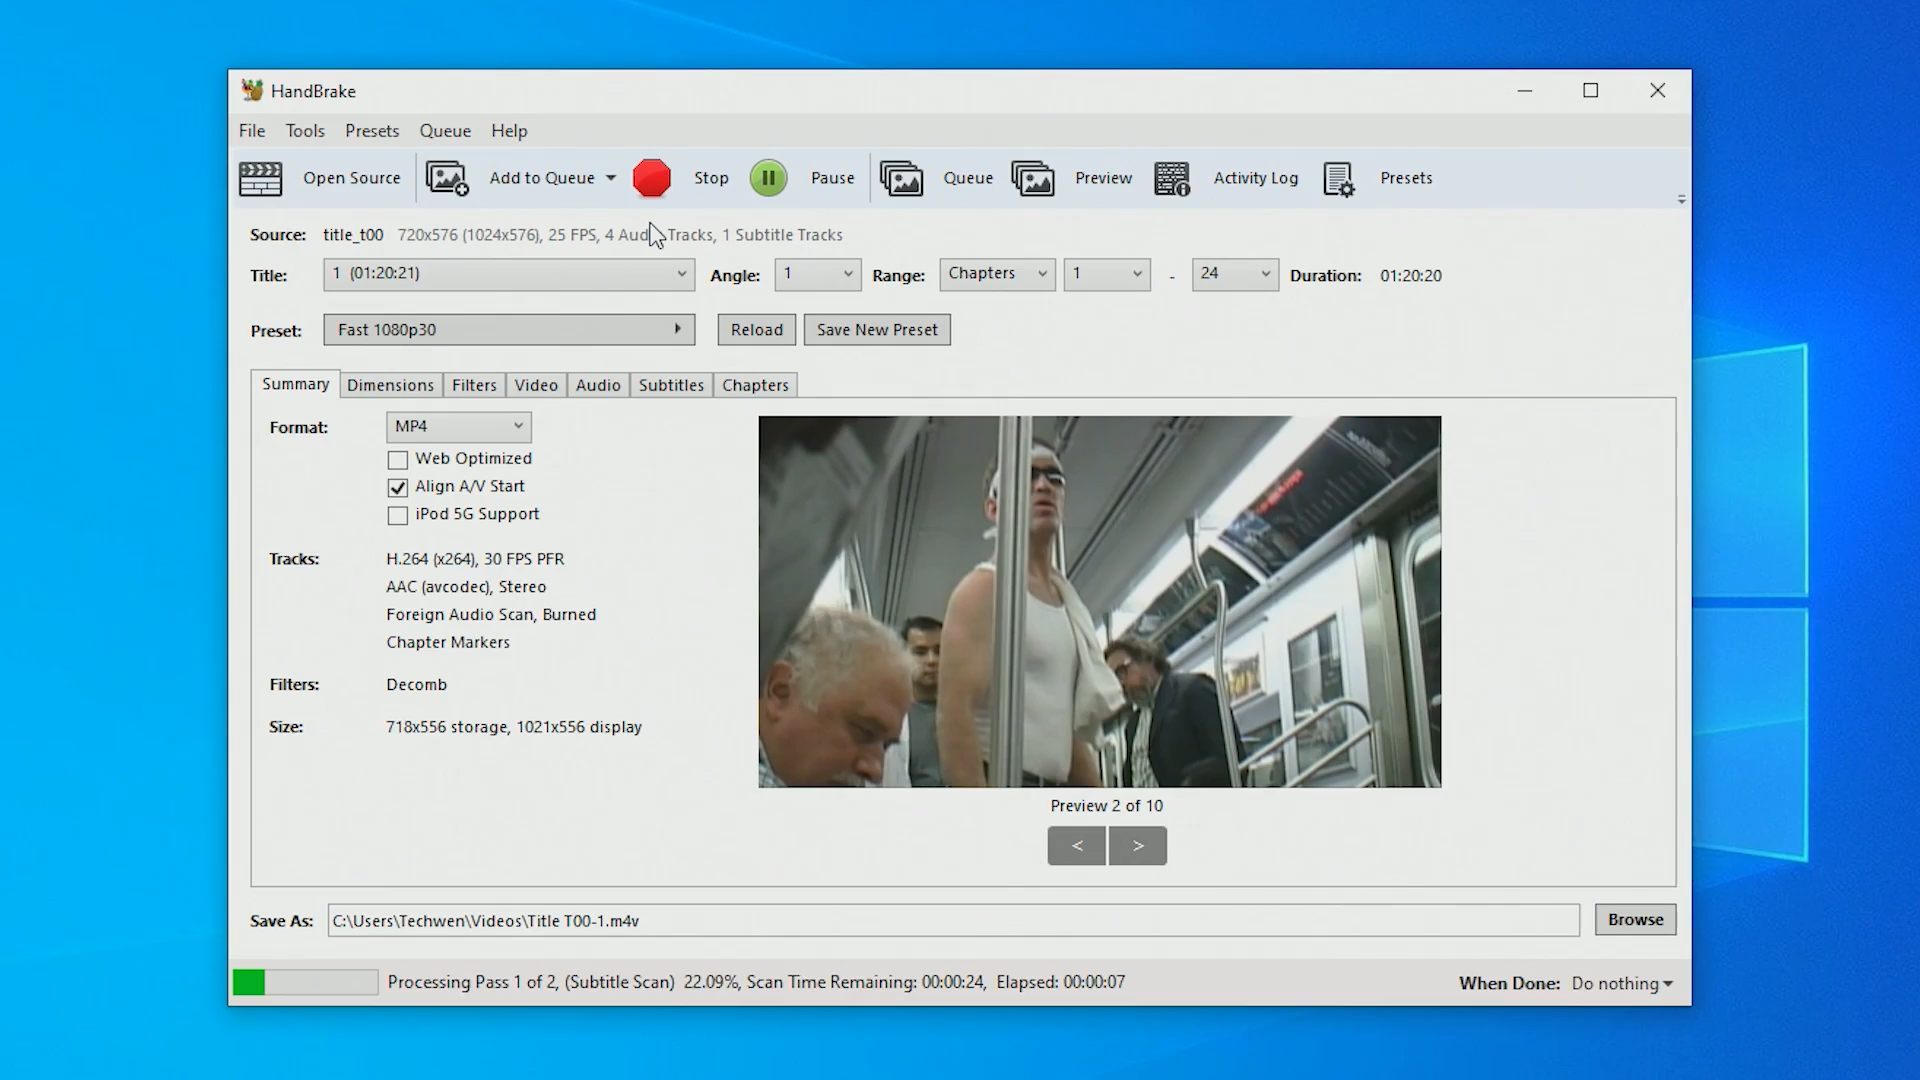 HandBrake
File Tools Presets Queue Help
Open Source Add to Queue Stop Pause Queue Preview Activity Log Presets
Source: title_t00 720x576 (1024x576), 25 FPS, 4 Aud Tracks, 1 Subtitle Tracks
Title: 1 (01:20:21) Angle: 1 Range: Chapters 1 - 24 Duration: 01:20:20
Preset: Fast 1080p30 Reload Save New Preset
Summary Dimensions Filters Video Audio Subtitles Chapters
Format: MP4
Web Optimized
Align A/V Start
iPod 5G Support
Tracks: H.264 (x264), 30 FPS PFR
AAC (avcodec), Stereo
Foreign Audio Scan, Burned
Chapter Markers
Filters: Decomb
Size: 718x556 storage, 1021x556 display
Preview 2 of 10
< >
Save As: C:\Users\Techwen\Videos\Title T00-1.m4v Browse
Processing Pass 1 of 2, (Subtitle Scan) 22.09%, Scan Time Remaining: 00:00:24, Elapsed: 00:00:07 When Done: Do nothing